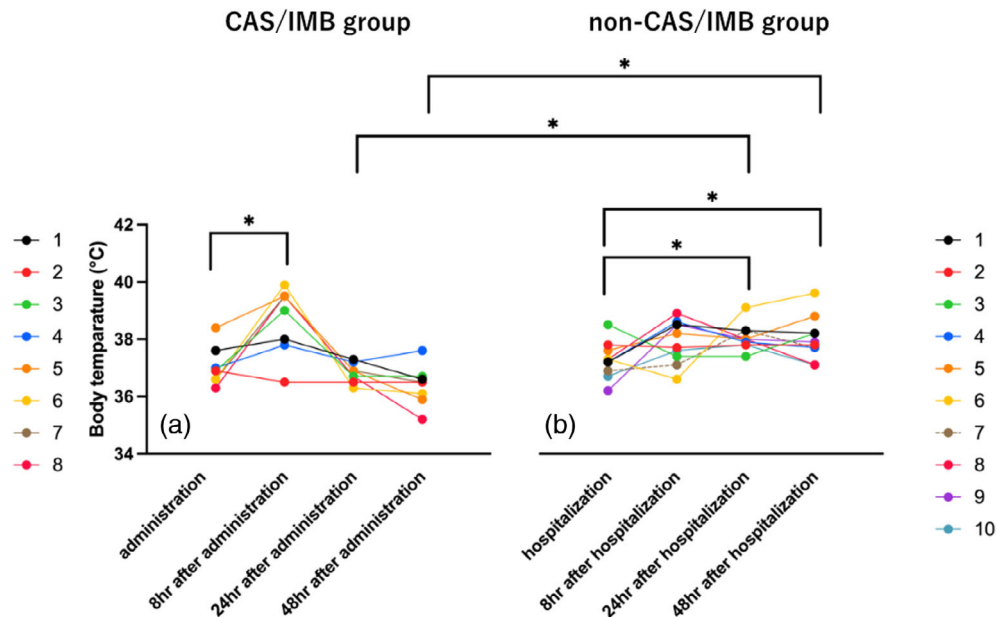 CAS/IMB group
non-CAS/IMB group
*
*
*
*
*
Body temparature (°C)
42
40
38
36
34
(a)
(b)
1
2
3
4
5
6
7
8
1
2
3
4
5
6
7
8
9
10
administration
8hr after administration
24hr after administration
48hr after administration
hospitalization
8hr after hospitalization
24hr after hospitalization
48hr after hospitalization